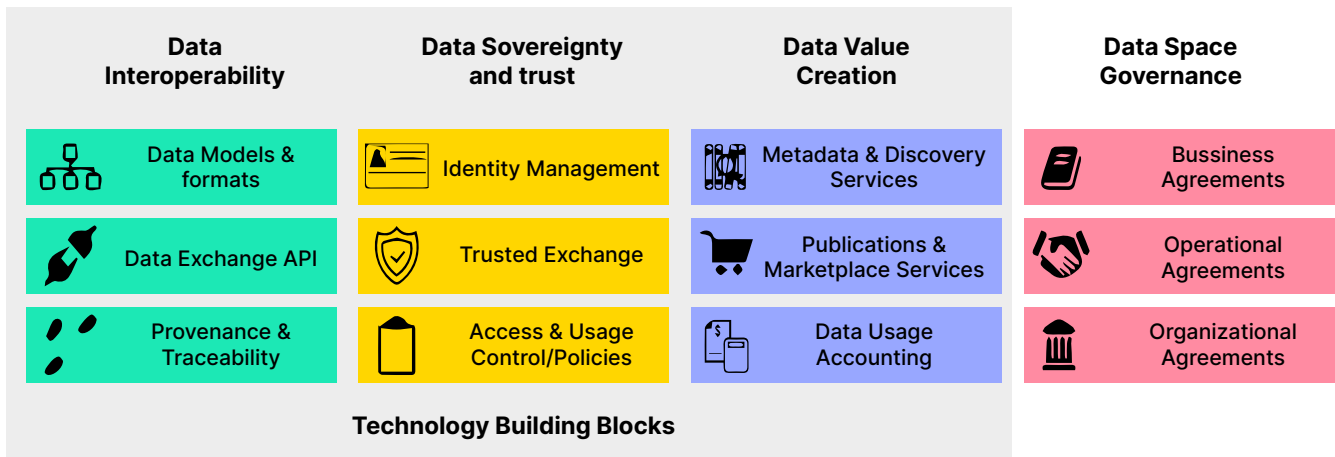 Data
Interoperability
Data Models &
formats
Data Exchange API
Provenance &
Traceability
Data Sovereignty
and trust
Identity Management
Trusted Exchange
Access & Usage
Control/Policies
Data Value
Creation
Metadata & Discovery
Services
Publications &
Marketplace Services
$
Data Usage
Accounting
Technology Building Blocks
Data Space
Governance
Bussiness
Agreements
Operational
Agreements
Organizational
Agreements